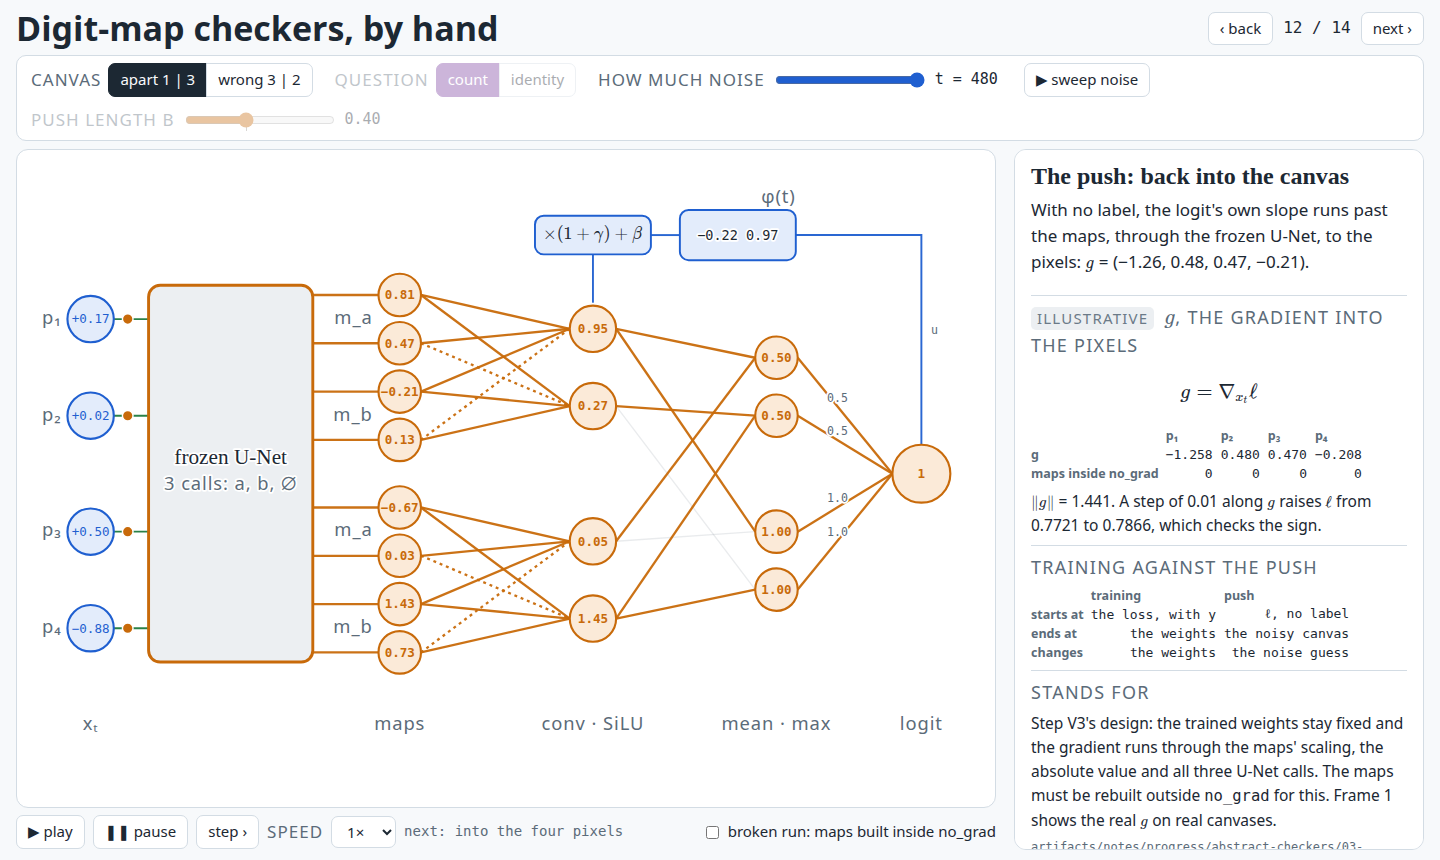 Digit-map checkers, by hand
‹ back 12 / 14 next ›
CANVAS apart 1 | 3 wrong 3 | 2 QUESTION count identity HOW MUCH NOISE t = 480 ▶ sweep noise
PUSH LENGTH B 0.40
φ(t)
×(1 + γ) + β −0.22 0.97
u
p₁ +0.17
p₂ +0.02
p₃ +0.50
p₄ −0.88
frozen U-Net
3 calls: a, b, ∅
0.81
m_a
0.47
−0.21
m_b
0.13
−0.67
m_a
0.03
1.43
m_b
0.73
0.95
0.27
0.05
1.45
0.50
0.50
1.00
1.00
0.5
0.5
1.0
1.0
1
xₜ maps conv · SiLU mean · max logit
▶ play ❚❚ pause step › SPEED 1× next: into the four pixels broken run: maps built inside no_grad
The push: back into the canvas
With no label, the logit's own slope runs past
the maps, through the frozen U-Net, to the
pixels: g = (−1.26, 0.48, 0.47, −0.21).
ILLUSTRATIVE g, THE GRADIENT INTO
THE PIXELS
g = ∇ₓₜℓ
p₁ p₂ p₃ p₄
g −1.258 0.480 0.470 −0.208
maps inside no_grad 0 0 0 0
‖g‖ = 1.441. A step of 0.01 along g raises ℓ from
0.7721 to 0.7866, which checks the sign.
TRAINING AGAINST THE PUSH
training push
starts at the loss, with y ℓ, no label
ends at the weights the noisy canvas
changes the weights the noise guess
STANDS FOR
Step V3's design: the trained weights stay fixed and
the gradient runs through the maps' scaling, the
absolute value and all three U-Net calls. The maps
must be rebuilt outside no_grad for this. Frame 1
shows the real g on real canvases.
artifacts/notes/progress/abstract-checkers/03-